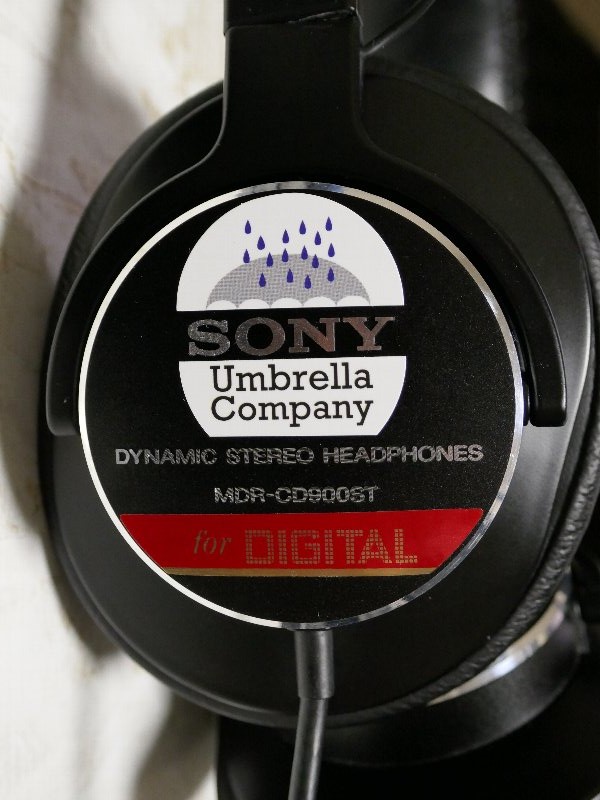 SONY
Umbrella
Company
DYNAMIC STEREO HEADPHONES
MDR-CD900ST
for DIGITAL